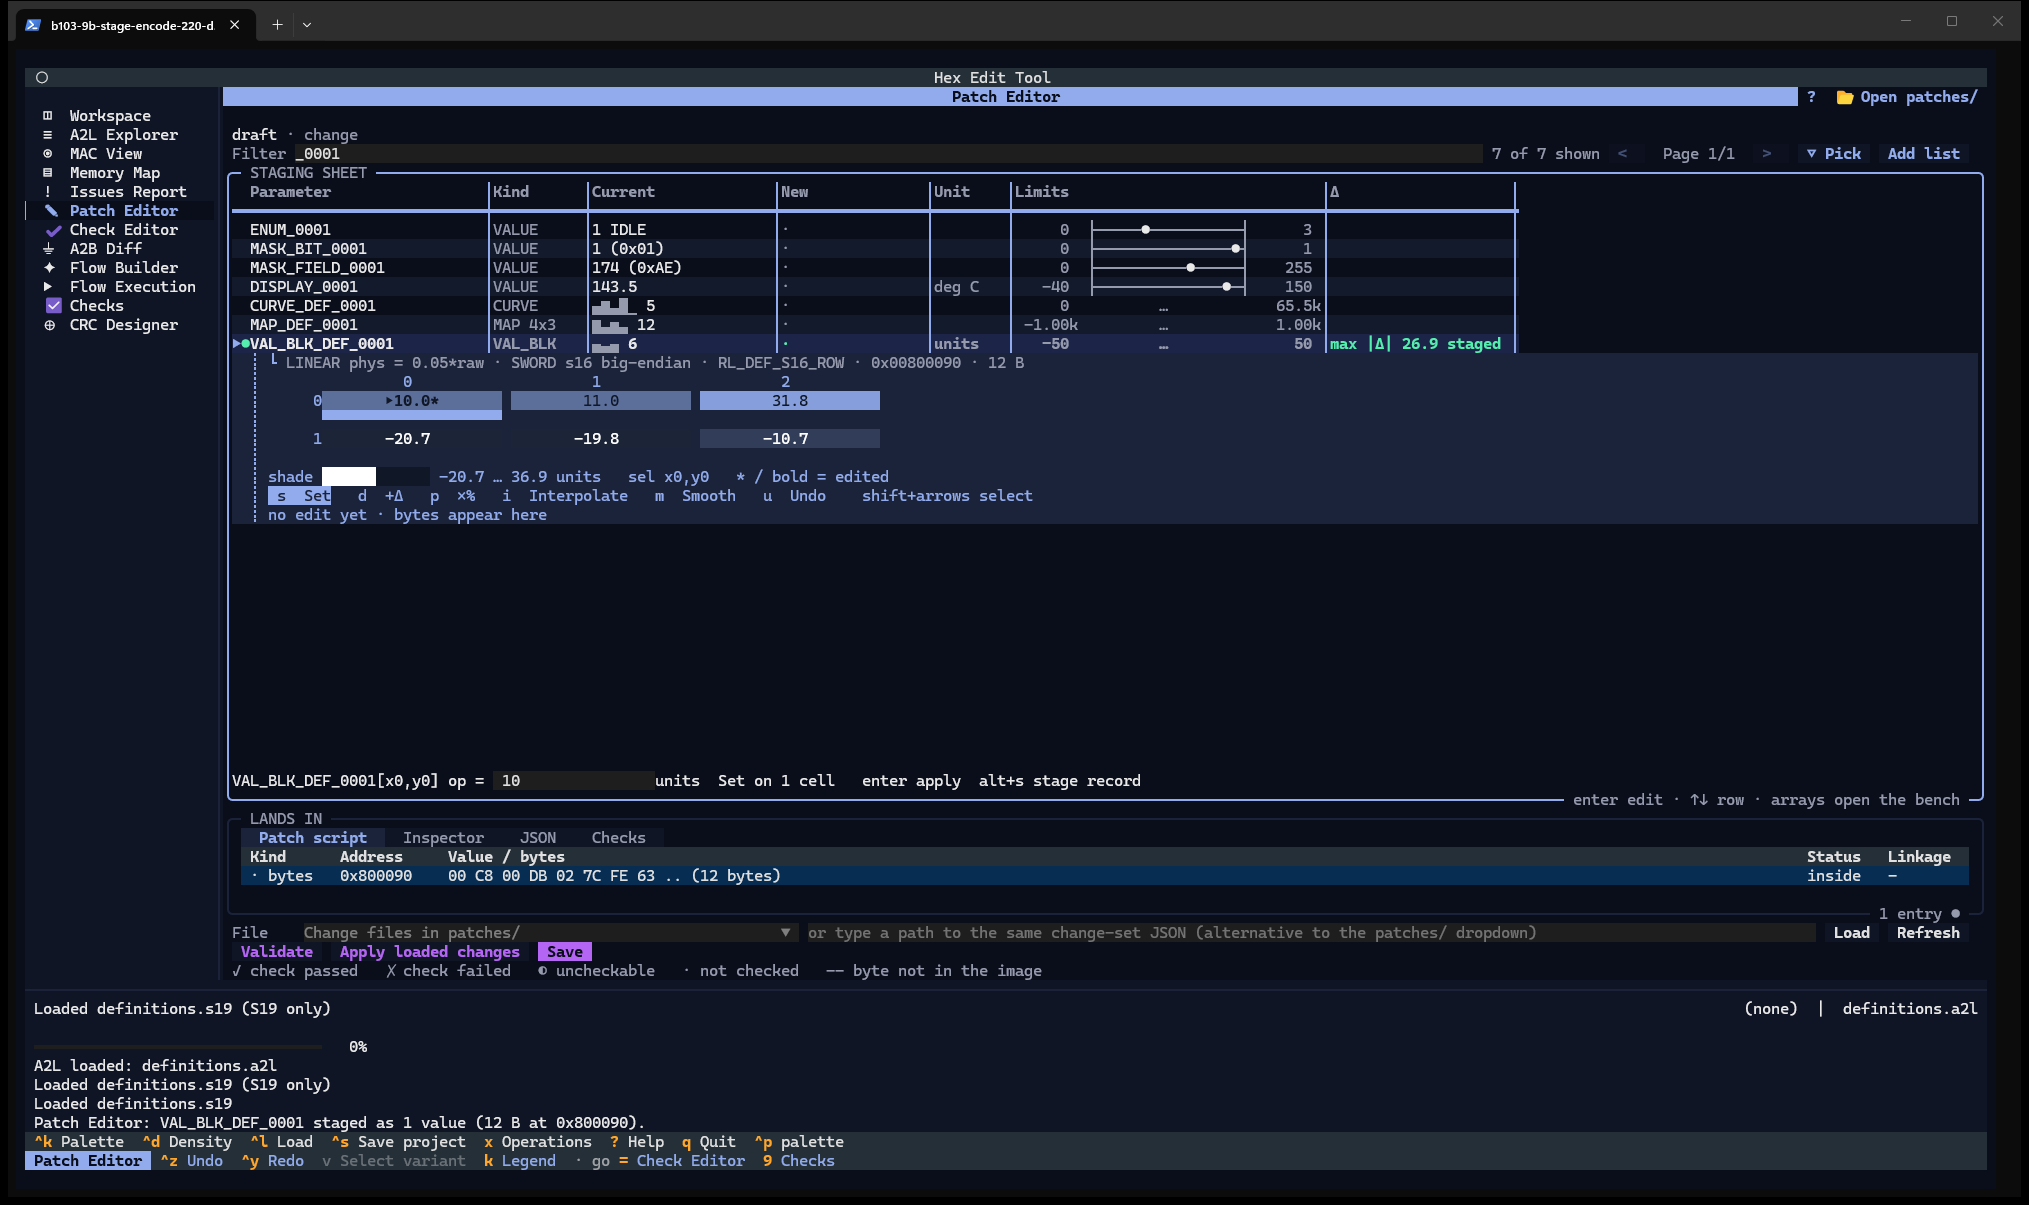 b103-9b-stage-encode-220-d
Hex Edit Tool
Patch Editor ? Open patches/
Workspace
A2L Explorer
MAC View
Memory Map
! Issues Report
Patch Editor
Check Editor
A2B Diff
Flow Builder
Flow Execution
Checks
CRC Designer
draft · change
Filter _0001 7 of 7 shown < Page 1/1 > ▽ Pick Add list
STAGING SHEET
Parameter Kind Current New Unit Limits Δ
ENUM_0001 VALUE 1 IDLE · 0 3
MASK_BIT_0001 VALUE 1 (0x01) · 0 1
MASK_FIELD_0001 VALUE 174 (0xAE) · 0 255
DISPLAY_0001 VALUE 143.5 · deg C -40 150
CURVE_DEF_0001 CURVE 5 · 0 … 65.5k
MAP_DEF_0001 MAP 4x3 12 · -1.00k … 1.00k
VAL_BLK_DEF_0001 VAL_BLK 6 · units -50 … 50 max |Δ| 26.9 staged
LINEAR phys = 0.05*raw · SWORD s16 big-endian · RL_DEF_S16_ROW · 0x00800090 · 12 B
0 1 2
0 ▸10.0* 11.0 31.8
1 -20.7 -19.8 -10.7
shade -20.7 … 36.9 units sel x0,y0 * / bold = edited
s Set d +Δ p ×% i Interpolate m Smooth u Undo shift+arrows select
no edit yet · bytes appear here
VAL_BLK_DEF_0001[x0,y0] op = 10 units Set on 1 cell enter apply alt+s stage record
enter edit · ↑↓ row · arrays open the bench
LANDS IN
Patch script Inspector JSON Checks
Kind Address Value / bytes Status Linkage
· bytes 0x800090 00 C8 00 DB 02 7C FE 63 .. (12 bytes) inside -
1 entry ●
File Change files in patches/ ▼ or type a path to the same change-set JSON (alternative to the patches/ dropdown) Load Refresh
Validate Apply loaded changes Save
√ check passed ✗ check failed ◐ uncheckable · not checked -- byte not in the image
Loaded definitions.s19 (S19 only) (none) | definitions.a2l
0%
A2L loaded: definitions.a2l
Loaded definitions.s19 (S19 only)
Loaded definitions.s19
Patch Editor: VAL_BLK_DEF_0001 staged as 1 value (12 B at 0x800090).
^k Palette ^d Density ^l Load ^s Save project x Operations ? Help q Quit ^p palette
Patch Editor ^z Undo ^y Redo v Select variant k Legend · go = Check Editor 9 Checks